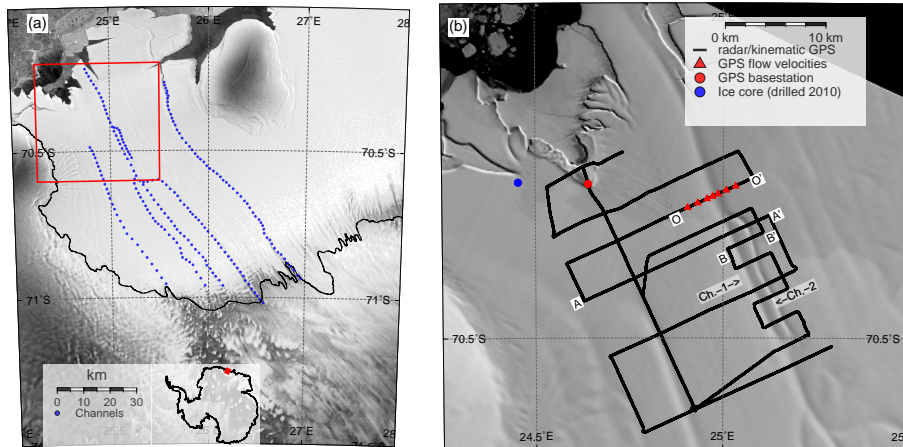 25˚E
26˚E
27˚E
28
(a)
70.5˚S
70.5˚S
71˚S
71˚S
km
0 10 20 30
Channels
25˚E
26˚E
27˚E
(b)
0 km
10 km
radar/kinematic GPS
GPS flow velocities
GPS basestation
Ice core (drilled 2010)
O
O'
A'
B'
B
A
Ch.−1−>
<−Ch.−2
70.5˚S
70.5˚S
24.5˚E
25˚E